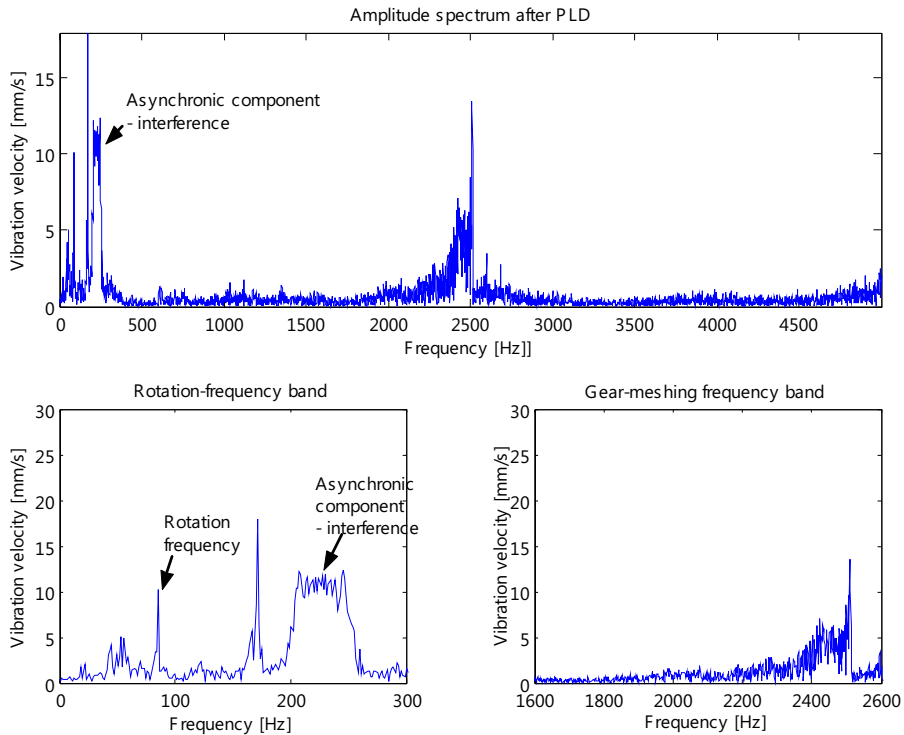 Amplitude spectrum after PLD
Vibration velocity [mm/s]
15
10
5
0
Asynchronic component
- interference
0 500 1000 1500 2000 2500 3000 3500 4000 4500
Frequency [Hz]]
Rotation-frequency band
Vibration velocity [mm/s]
30
25
20
15
10
5
0
Rotation
frequency
Asynchronic
component
- interference
0 100 200 300
Frequency [Hz]
Gear-meshing frequency band
Vibration velocity [mm/s]
30
25
20
15
10
5
0
1600 1800 2000 2200 2400 2600
Frequency [Hz]